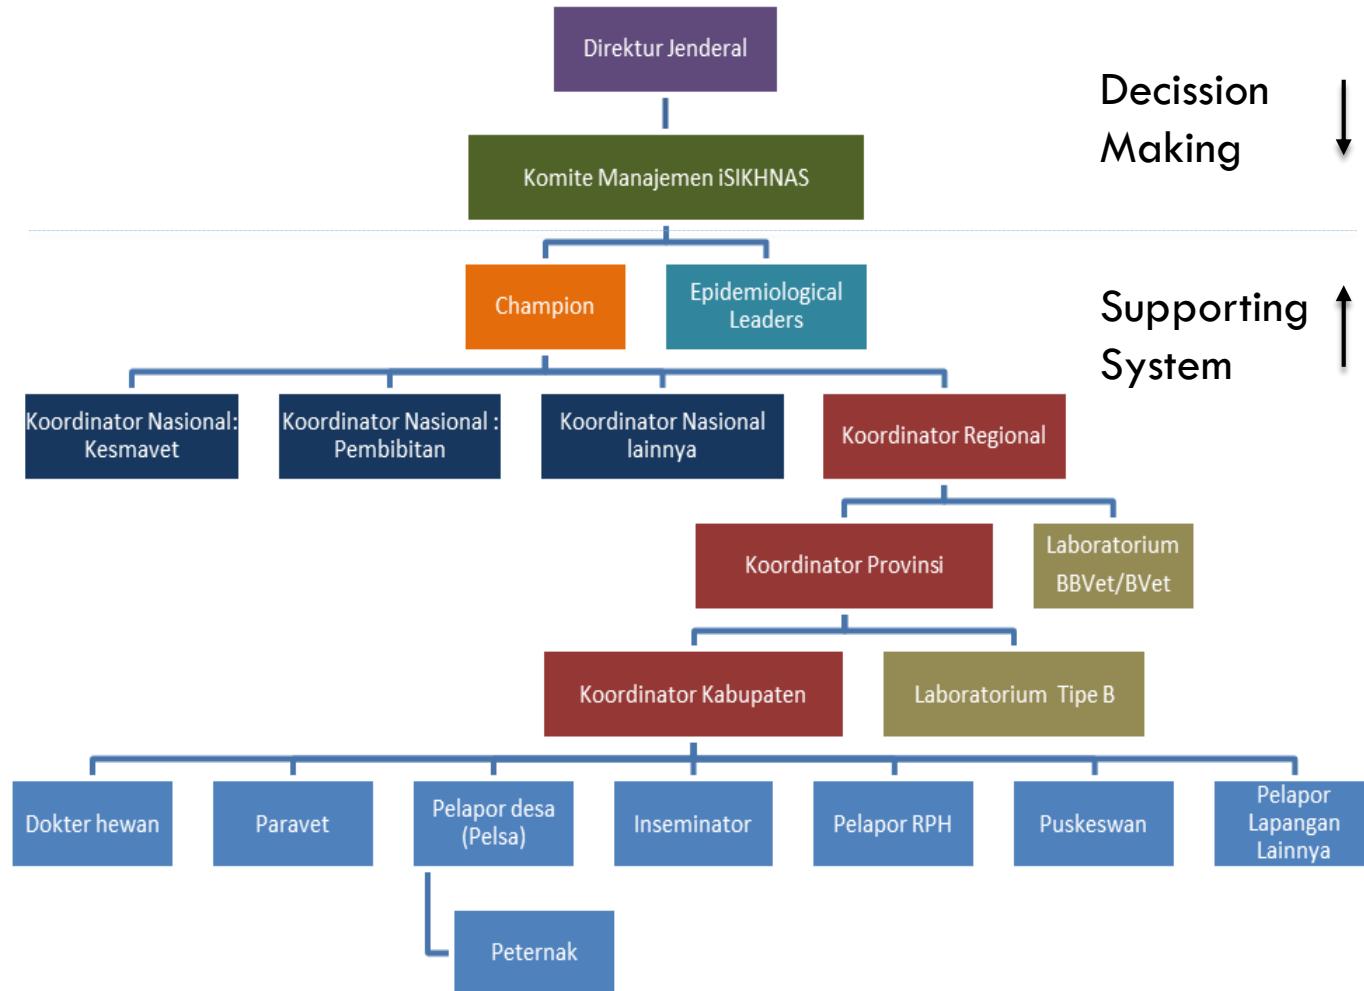 Direktur Jenderal
Decission
Making
Komite Manajemen iSIKHNAS
Champion
Epidemiological
Leaders
Supporting
System
Koordinator Nasional:
Kesmavet
Koordinator Nasional :
Pembibitan
Koordinator Nasional
lainnya
Koordinator Regional
Koordinator Provinsi
Laboratorium
BBVet/BVet
Koordinator Kabupaten
Laboratorium Tipe B
Dokter hewan
Paravet
Pelapor desa
(Pelsa)
Inseminator
Pelapor RPH
Puskeswan
Pelapor
Lapangan
Lainnya
Peternak